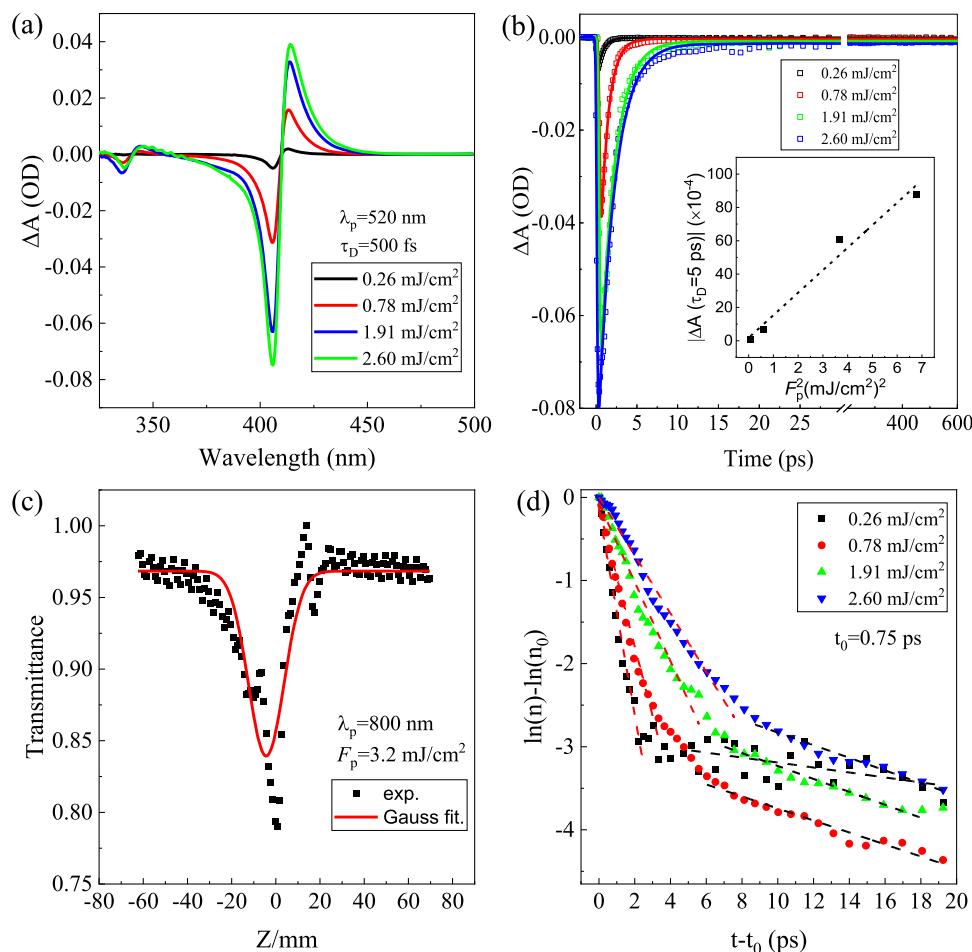 (a)
0.04
0.02
0.00
-0.02
-0.04
-0.06
-0.08
ΔA (OD)
λp=520 nm
τD=500 fs
0.26 mJ/cm²
0.78 mJ/cm²
1.91 mJ/cm²
2.60 mJ/cm²
350 400 450 500
Wavelength (nm)
(b)
0.00
-0.02
-0.04
-0.06
-0.08
ΔA (OD)
0.26 mJ/cm²
0.78 mJ/cm²
1.91 mJ/cm²
2.60 mJ/cm²
100
80
60
40
20
0
|ΔA (τD=5 ps)| (×10⁻⁴)
0 1 2 3 4 5 6 7
Fp²(mJ/cm²)²
0 5 10 15 20 25 400 600
Time (ps)
(c)
1.00
0.95
0.90
0.85
0.80
0.75
Transmittance
λp=800 nm
Fp=3.2 mJ/cm²
exp.
Gauss fit.
-80 -60 -40 -20 0 20 40 60 80
Z/mm
(d)
0
-1
-2
-3
-4
ln(n)-ln(n₀)
0.26 mJ/cm²
0.78 mJ/cm²
1.91 mJ/cm²
2.60 mJ/cm²
t₀=0.75 ps
0 2 4 6 8 10 12 14 16 18 20
t-t₀ (ps)